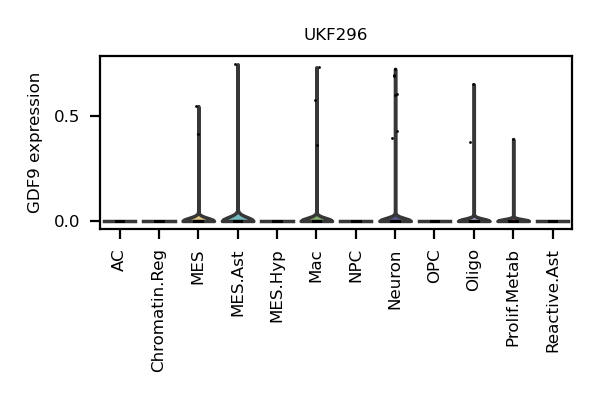 UKF296
GDF9 expression
0.5
0.0
AC
Chromatin.Reg
MES
MES.Ast
MES.Hyp
Mac
NPC
Neuron
OPC
Oligo
Prolif.Metab
Reactive.Ast